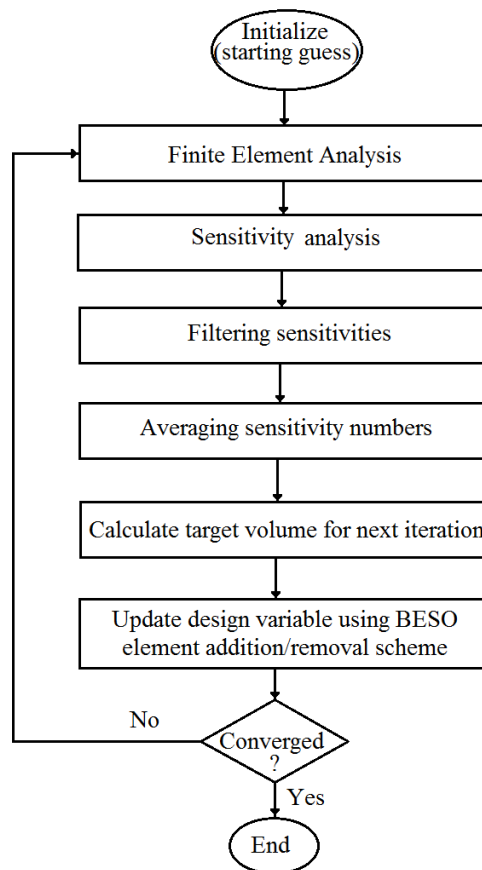 Initialize
(starting guess)
Finite Element Analysis
Sensitivity analysis
Filtering sensitivities
Averaging sensitivity numbers
Calculate target volume for next iteration
Update design variable using BESO
element addition/removal scheme
No
Converged
?
Yes
End